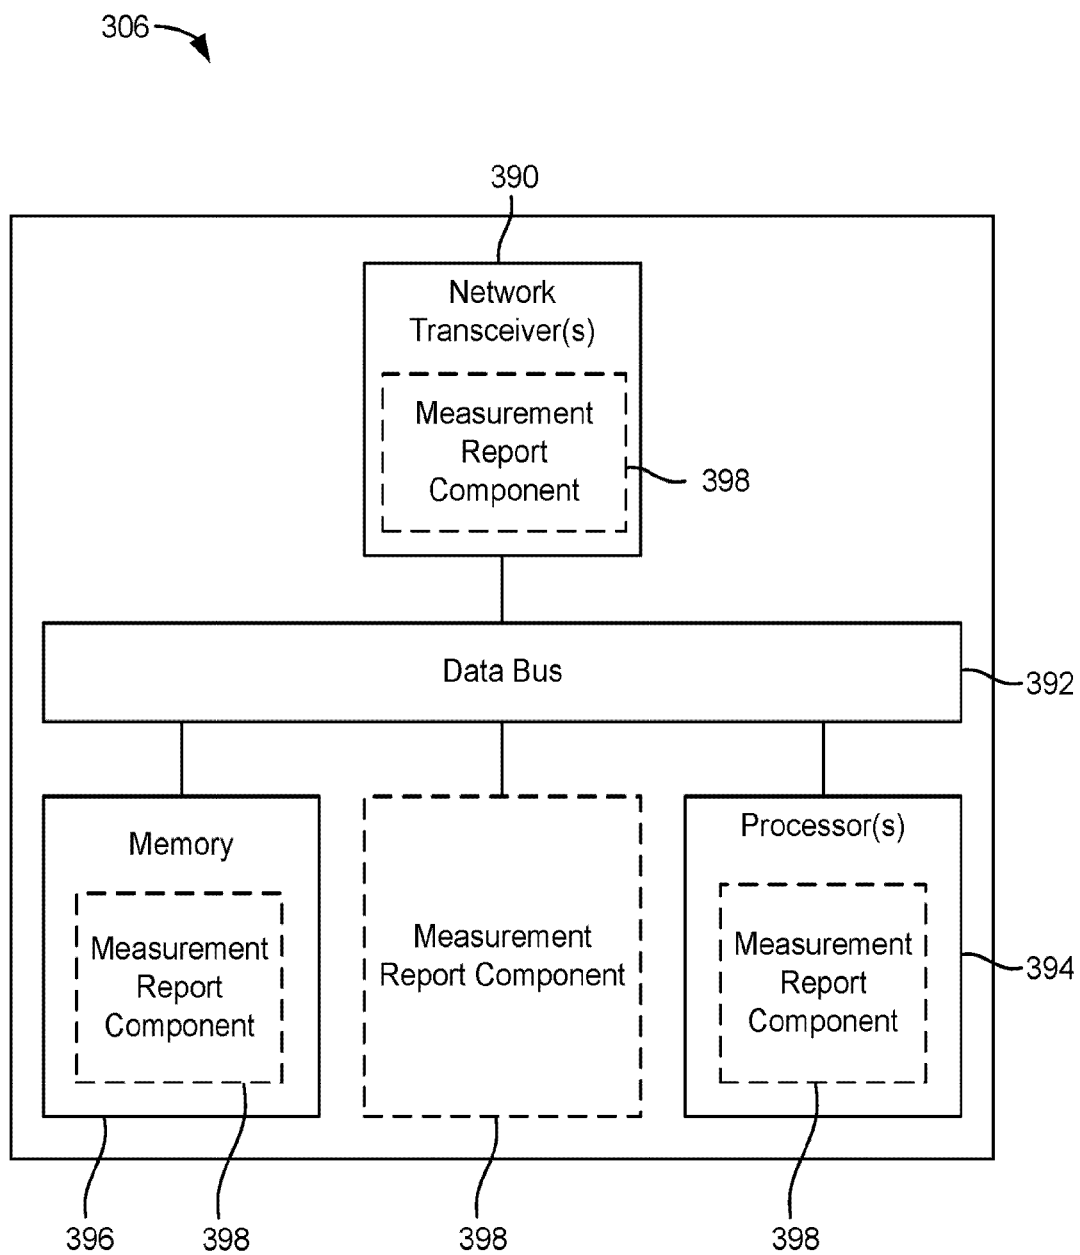 306
390
Network
Transceiver(s)
Measurement
Report
Component
398
Data Bus
392
Memory
Measurement
Report
Component
Measurement
Report Component
Processor(s)
Measurement
Report
Component
394
396
398
398
398